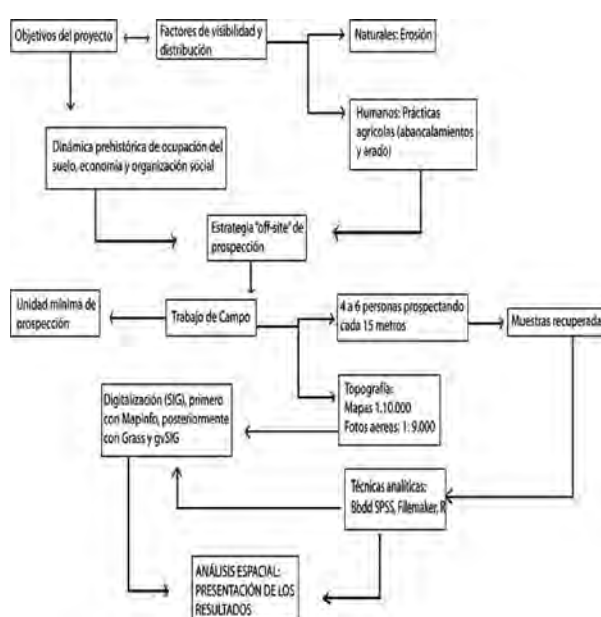 Objetivos del proyecto
Factores de visibilidad y
distribución
Naturales: Erosión
Humanos: Prácticas
agrícolas (abancalamientos
y arado)
Dinámica prehistórica de ocupación del
suelo, economía y organización social
Estrategia "off-site" de
prospección
Unidad mínima de
prospección
Trabajo de Campo
4 a 6 personas prospectando
cada 15 metros
Muestras recuperada
Topografía:
Mapas 1.10.000
Fotos aereas: 1: 9.000
Digitalización (SIG), primero
con Mapinfo, posteriormente
con Grass y gvSIG
Técnicas analíticas:
Bbdd SPSS, Filemaker, R
ANÁLISIS ESPACIAL:
PRESENTACIÓN DE LOS
RESULTADOS